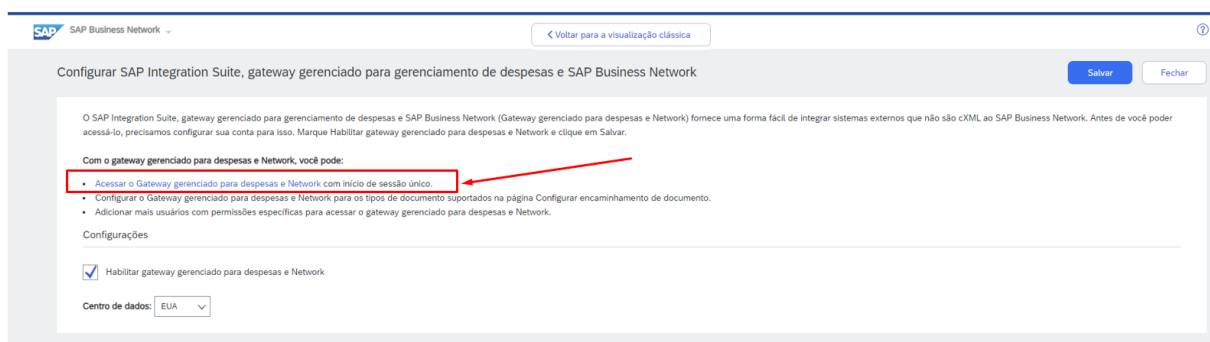 SAP SAP Business Network
Voltar para a visualização clássica
?
Configurar SAP Integration Suite, gateway gerenciado para gerenciamento de despesas e SAP Business Network
Salvar
Fechar
O SAP Integration Suite, gateway gerenciado para gerenciamento de despesas e SAP Business Network (Gateway gerenciado para despesas e Network) fornece uma forma fácil de integrar sistemas externos que não são cXML ao SAP Business Network. Antes de você poder
acessá-lo, precisamos configurar sua conta para isso. Marque Habilitar gateway gerenciado para despesas e Network e clique em Salvar.
Com o gateway gerenciado para despesas e Network, você pode:
• Acessar o Gateway gerenciado para despesas e Network com início de sessão único.
• Configurar o Gateway gerenciado para despesas e Network para os tipos de documento suportados na página Configurar encaminhamento de documento.
• Adicionar mais usuários com permissões específicas para acessar o gateway gerenciado para despesas e Network.
Configurações
Habilitar gateway gerenciado para despesas e Network
Centro de dados: EUA